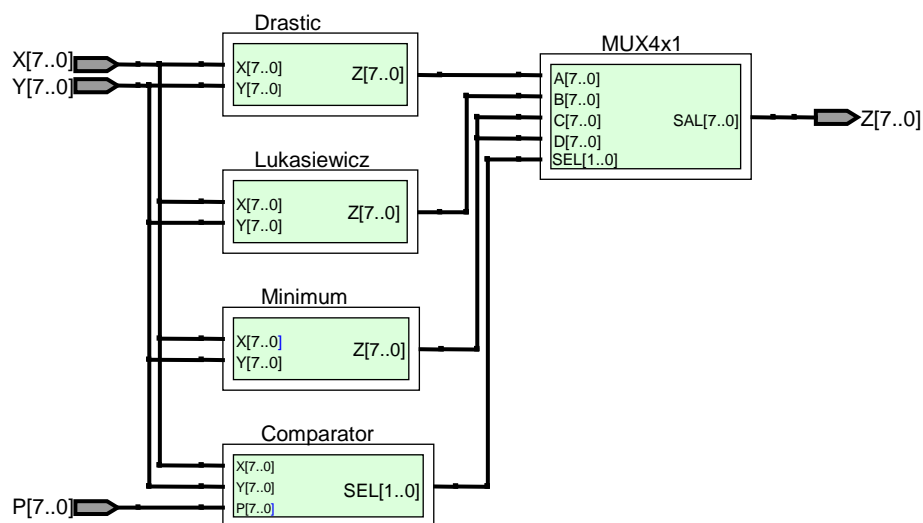 Drastic
X[7..0]
Y[7..0]
X[7..0]
Y[7..0]
Z[7..0]
MUX4x1
A[7..0]
B[7..0]
C[7..0]
D[7..0]
SEL[1..0]
SAL[7..0]
Z[7..0]
Lukasiewicz
X[7..0]
Y[7..0]
Z[7..0]
Minimum
X[7..0]
Y[7..0]
Z[7..0]
Comparator
X[7..0]
Y[7..0]
P[7..0]
SEL[1..0]
P[7..0]